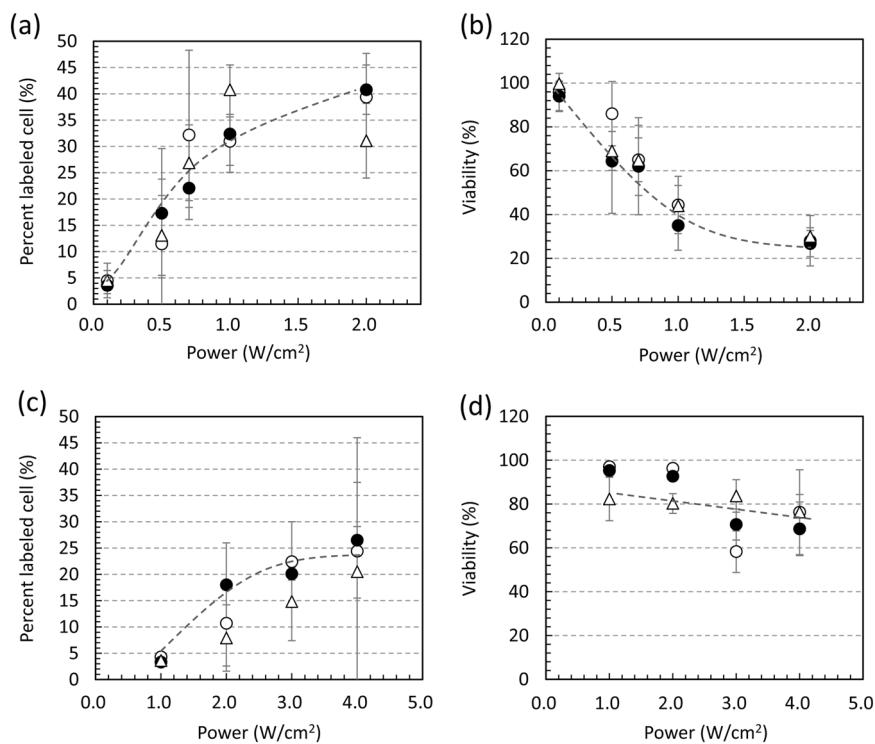 (a)
50
45
40
35
30
25
20
15
10
5
0
Percent labeled cell (%)
0.0 0.5 1.0 1.5 2.0
Power (W/cm²)
(b)
120
100
80
60
40
20
0
Viability (%)
0.0 0.5 1.0 1.5 2.0
Power (W/cm²)
(c)
50
45
40
35
30
25
20
15
10
5
0
Percent labeled cell (%)
0.0 1.0 2.0 3.0 4.0 5.0
Power (W/cm²)
(d)
120
100
80
60
40
20
0
Viability (%)
0.0 1.0 2.0 3.0 4.0 5.0
Power (W/cm²)